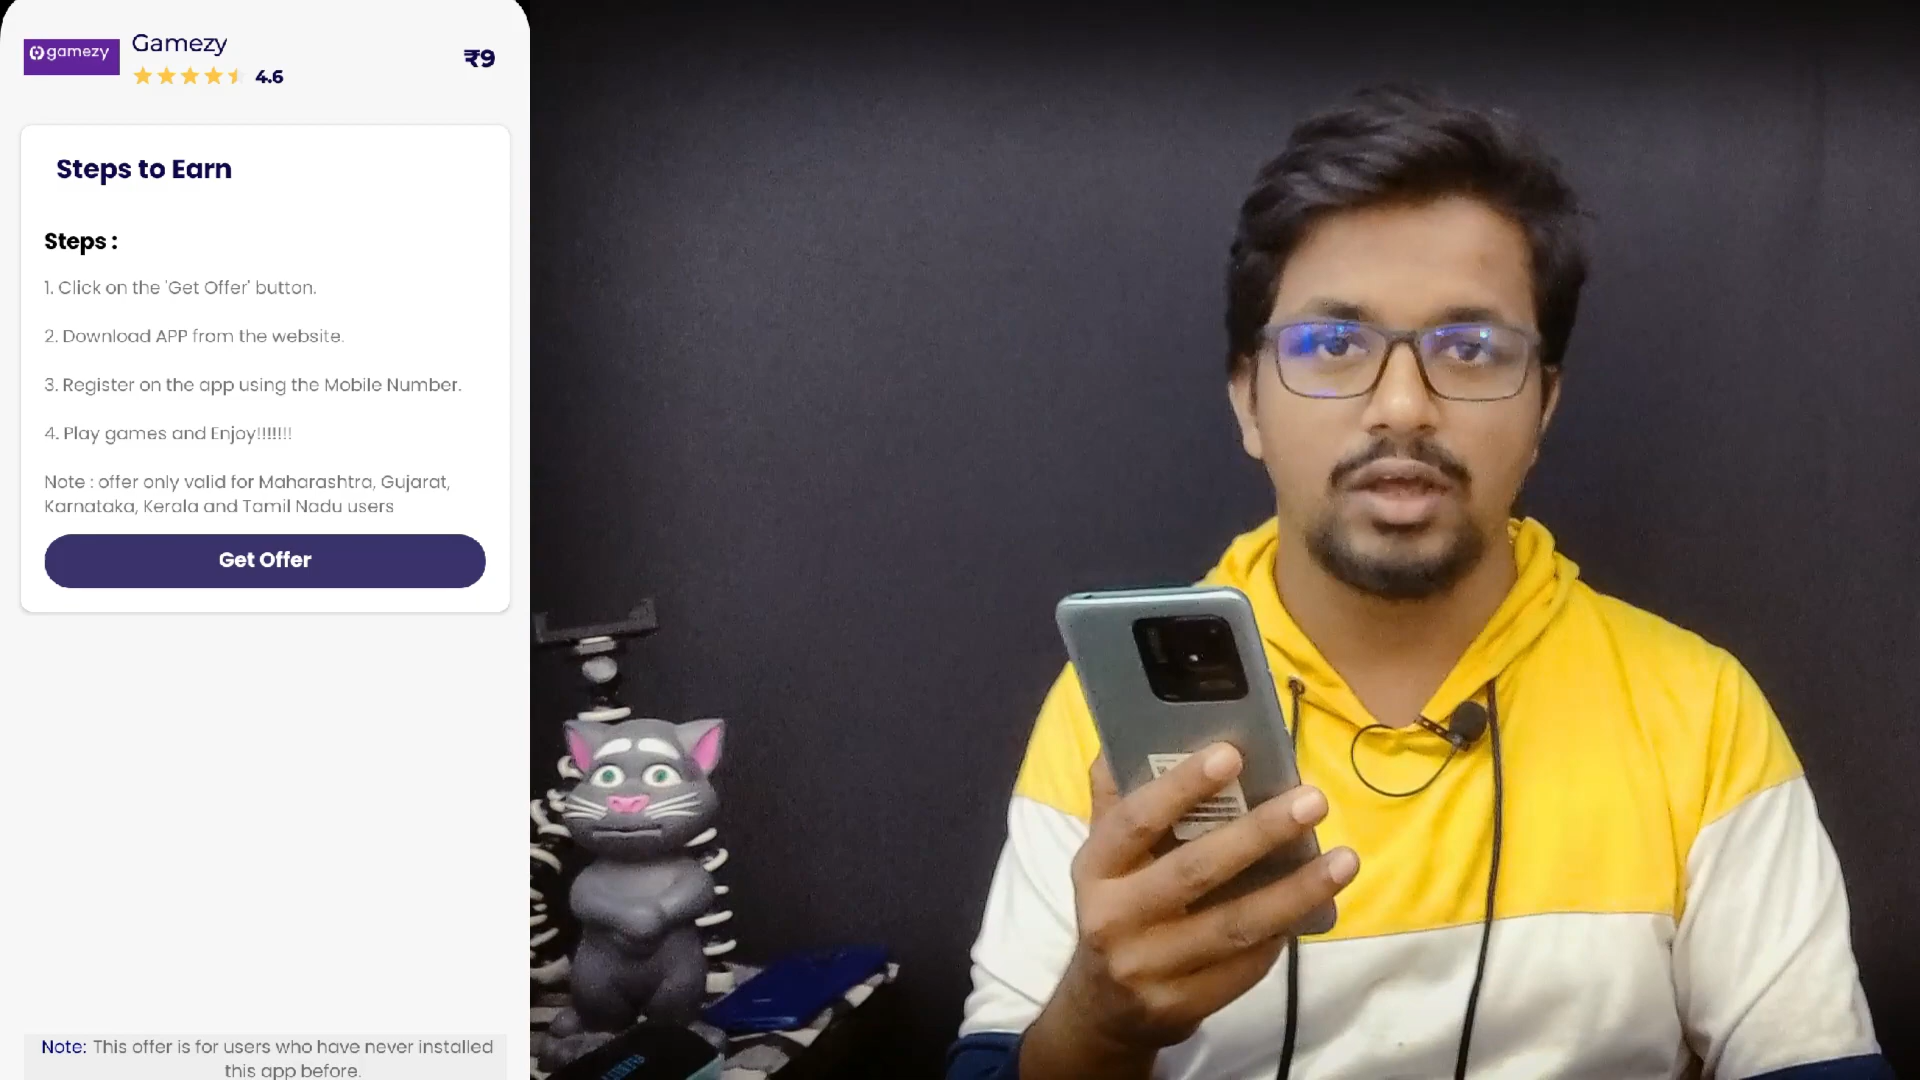 gamezy
Gamezy
₹9
4.6
Steps to Earn
Steps :
1. Click on the 'Get Offer' button.
2. Download APP from the website.
3. Register on the app using the Mobile Number.
4. Play games and Enjoy!!!!!!!
Note : offer only valid for Maharashtra, Gujarat,
Karnataka, Kerala and Tamil Nadu users
Get Offer
Note: This offer is for users who have never installed
this app before.